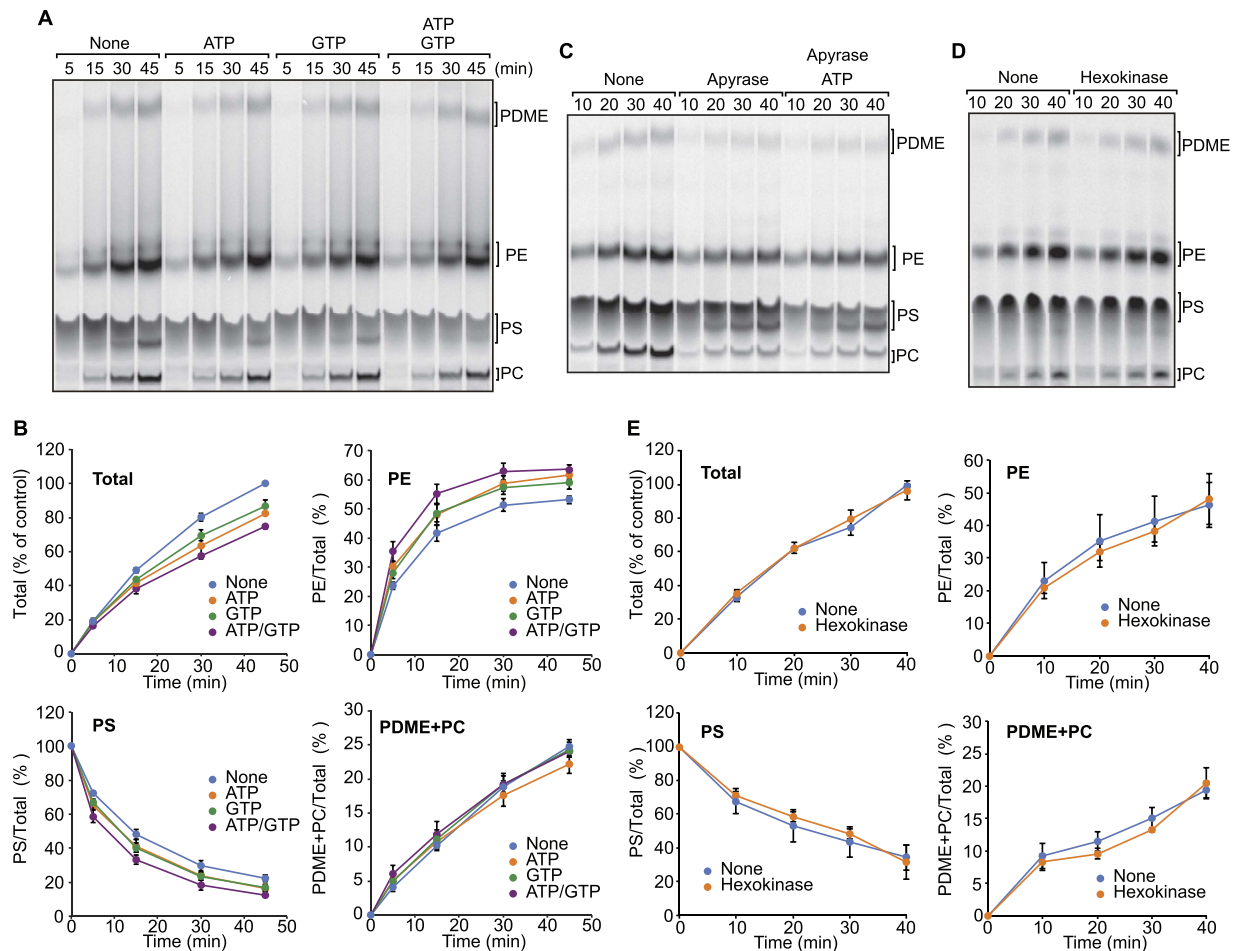 A
None ATP GTP ATP GTP
5 15 30 45 5 15 30 45 5 15 30 45 5 15 30 45 (min)
PDME
PE
PS
PC
C
None Apyrase Apyrase ATP
10 20 30 40 10 20 30 40 10 20 30 40
PDME
PE
PS
PC
D
None Hexokinase
10 20 30 40 10 20 30 40
PDME
PE
PS
PC
B
Total
Total (% of control)
120
100
80
60
40
20
0
None
ATP
GTP
ATP/GTP
0 10 20 30 40 50
Time (min)
PE
PE/Total (% )
70
60
50
40
30
20
10
0
None
ATP
GTP
ATP/GTP
0 10 20 30 40 50
Time (min)
PS
PS/Total (% )
120
100
80
60
40
20
0
None
ATP
GTP
ATP/GTP
0 10 20 30 40 50
Time (min)
PDME+PC
PDME+PC/Total (% )
30
25
20
15
10
5
0
None
ATP
GTP
ATP/GTP
0 10 20 30 40 50
Time (min)
E
Total
Total (% of control)
120
100
80
60
40
20
0
None
Hexokinase
0 10 20 30 40
Time (min)
PE
PE/Total (% )
60
50
40
30
20
10
0
None
Hexokinase
0 10 20 30 40
Time (min)
PS
PS/Total (% )
120
100
80
60
40
20
0
None
Hexokinase
0 10 20 30 40
Time (min)
PDME+PC
PDME+PC/Total (% )
30
25
20
15
10
5
0
None
Hexokinase
0 10 20 30 40
Time (min)